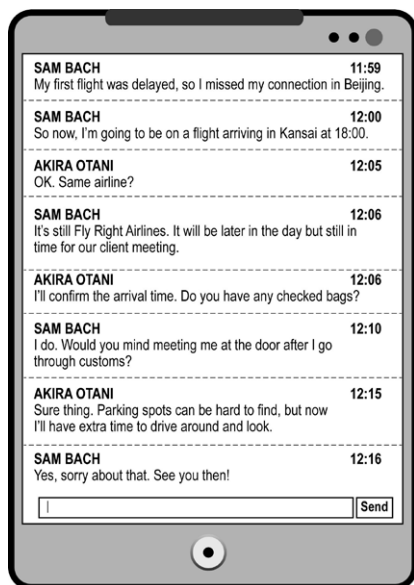 SAM BACH 11:59
My first flight was delayed, so I missed my connection in Beijing.
SAM BACH 12:00
So now, I'm going to be on a flight arriving in Kansai at 18:00.
AKIRA OTANI 12:05
OK. Same airline?
SAM BACH 12:06
It's still Fly Right Airlines. It will be later in the day but still in
time for our client meeting.
AKIRA OTANI 12:06
I'll confirm the arrival time. Do you have any checked bags?
SAM BACH 12:10
I do. Would you mind meeting me at the door after I go
through customs?
AKIRA OTANI 12:15
Sure thing. Parking spots can be hard to find, but now
I'll have extra time to drive around and look.
SAM BACH 12:16
Yes, sorry about that. See you then!
Send